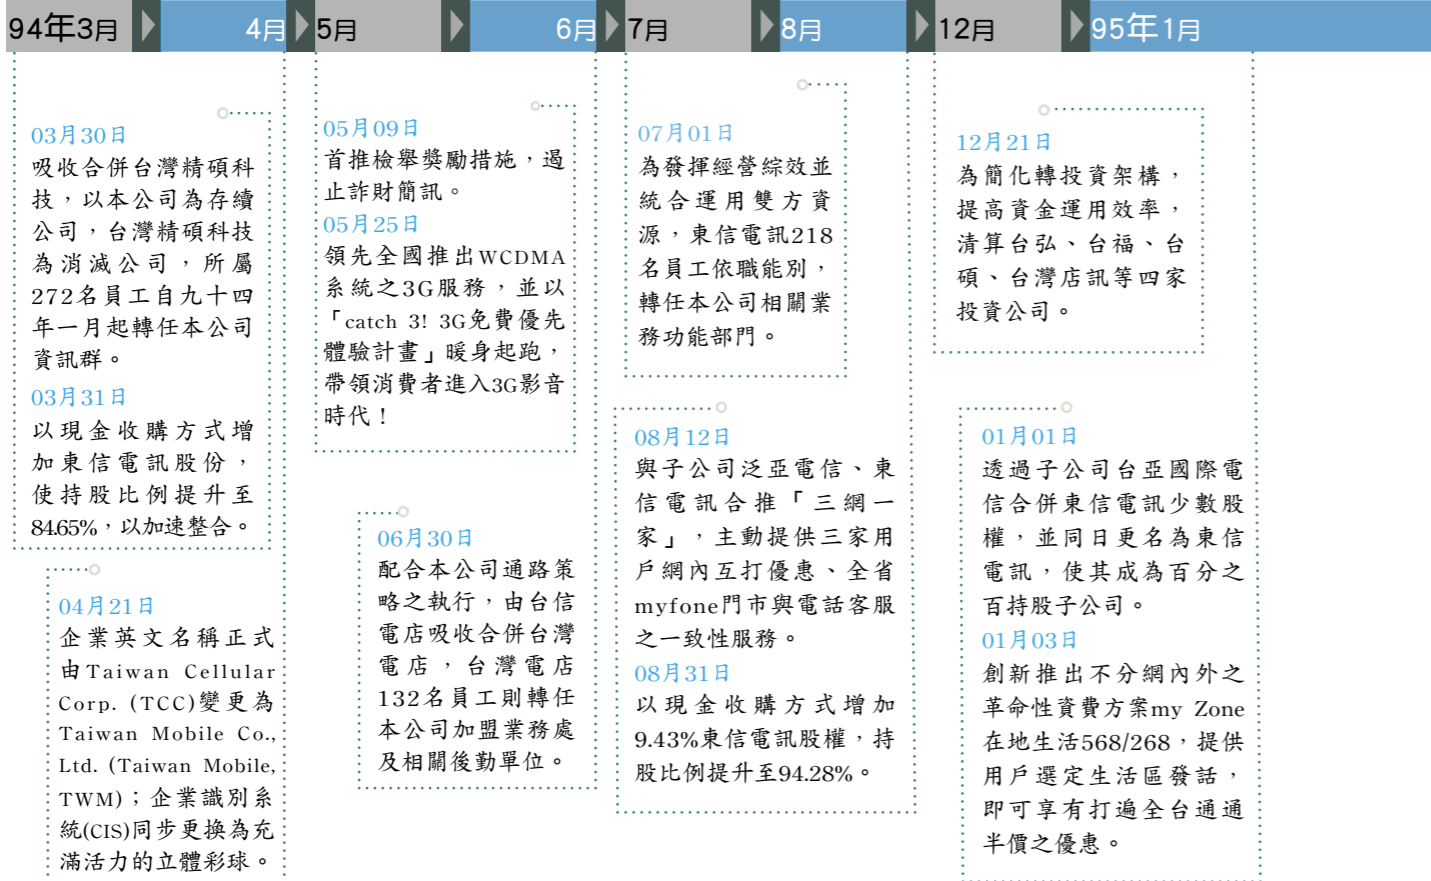 94年3月
4月
5月
6月
7月
8月
12月
95年1月
03月30日
吸收合併台灣精碩科
技，以本公司為存續
公司，台灣精碩科技
為消滅公司，所屬
272名員工自九十四
年一月起轉任本公司
資訊群。
03月31日
以現金收購方式增
加東信電訊股份，
使持股比例提升至
84.65%，以加速整合。
04月21日
企業英文名稱正式
由Taiwan Cellular
Corp. (TCC)變更為
Taiwan Mobile Co.,
Ltd. (Taiwan Mobile,
TWM)；企業識別系
統(CIS)同步更換為充
滿活力的立體彩球。
05月09日
首推檢舉獎勵措施，遏
止詐財簡訊。
05月25日
領先全國推出WCDMA
系統之3G服務，並以
「catch 3! 3G免費優先
體驗計畫」暖身起跑，
帶領消費者進入3G影音
時代！
06月30日
配合本公司通路策
略之執行，由台信
電店吸收合併台灣
電店，台灣電店
132名員工則轉任
本公司加盟業務處
及相關後勤單位。
07月01日
為發揮經營綜效並
統合運用雙方資
源，東信電訊218
名員工依職能別，
轉任本公司相關業
務功能部門。
08月12日
與子公司泛亞電信、東
信電訊合推「三網一
家」，主動提供三家用
戶網內互打優惠、全省
myfone門市與電話客服
之一致性服務。
08月31日
以現金收購方式增加
9.43%東信電訊股權，持
股比例提升至94.28%。
12月21日
為簡化轉投資架構，
提高資金運用效率，
清算台弘、台福、台
碩、台灣店訊等四家
投資公司。
01月01日
透過子公司台亞國際電
信合併東信電訊少數股
權，並同日更名為東信
電訊，使其成為百分之
百持股子公司。
01月03日
創新推出不分網內外之
革命性資費方案my Zone
在地生活568/268，提供
用戶選定生活區發話，
即可享有打遍全台通通
半價之優惠。